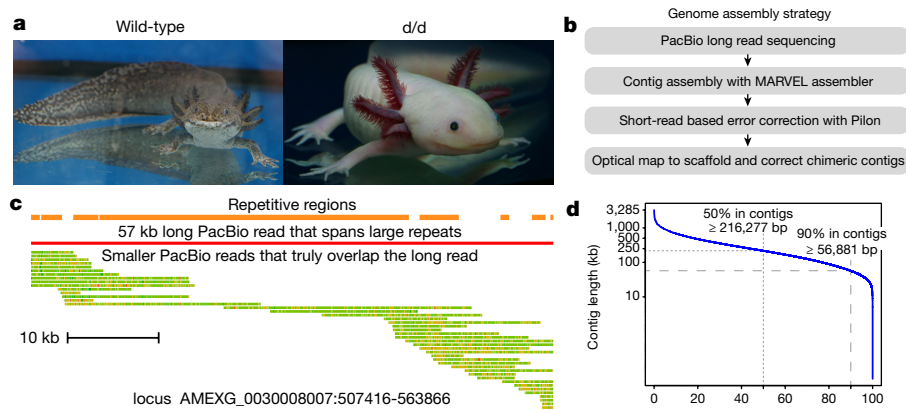 a
Wild-type
d/d
b
Genome assembly strategy
PacBio long read sequencing
Contig assembly with MARVEL assembler
Short-read based error correction with Pilon
Optical map to scaffold and correct chimeric contigs
c
Repetitive regions
57 kb long PacBio read that spans large repeats
Smaller PacBio reads that truly overlap the long read
10 kb
locus AMEXG_0030008007:507416-563866
d
Contig length (kb)
3,285
1,000
500
250
100
10
50% in contigs
≥ 216,277 bp
90% in contigs
≥ 56,881 bp
0 20 40 60 80 100